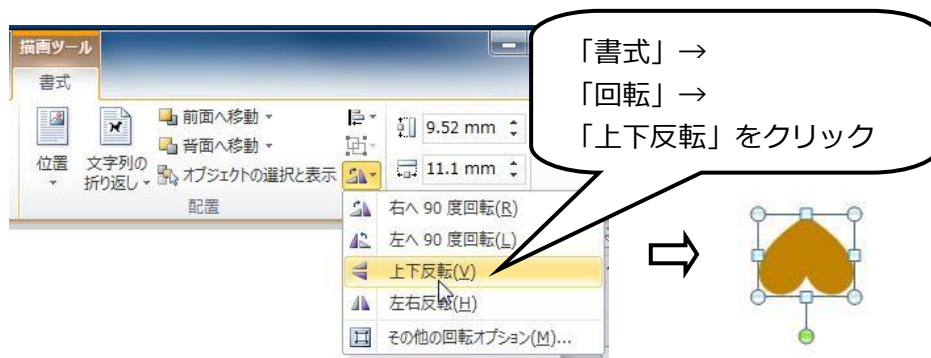 描画ツール
書式
位置
文字列の
折り返し
前面へ移動
背面へ移動
オブジェクトの選択と表示
配置
9.52 mm
11.1 mm
右へ 90 度回転(R)
左へ 90 度回転(L)
上下反転(V)
左右反転(H)
その他の回転オプション(M)...
「書式」→
「回転」→
「上下反転」をクリック